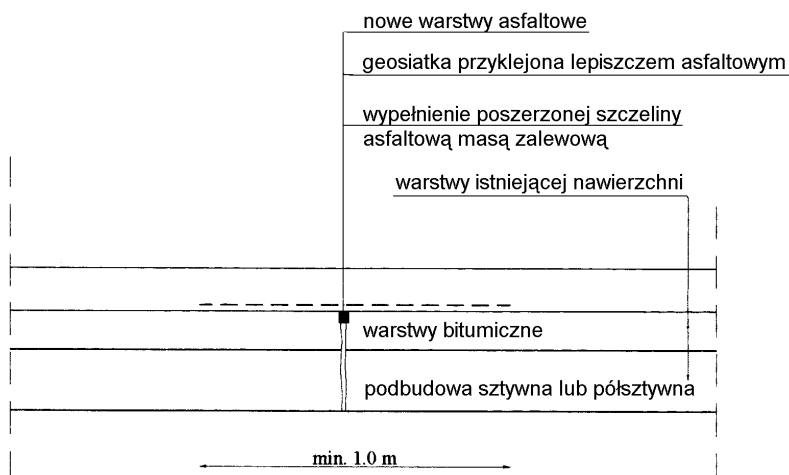 nowe warstwy asfaltowe
geosiatka przyklejona lepiszczem asfaltowym
wypełnienie poszerzonej szczeliny
asfaltową masą zalewową
warstwy istniejącej nawierzchni
warstwy bitumiczne
podbudowa sztywna lub półsztywna
min. 1.0 m